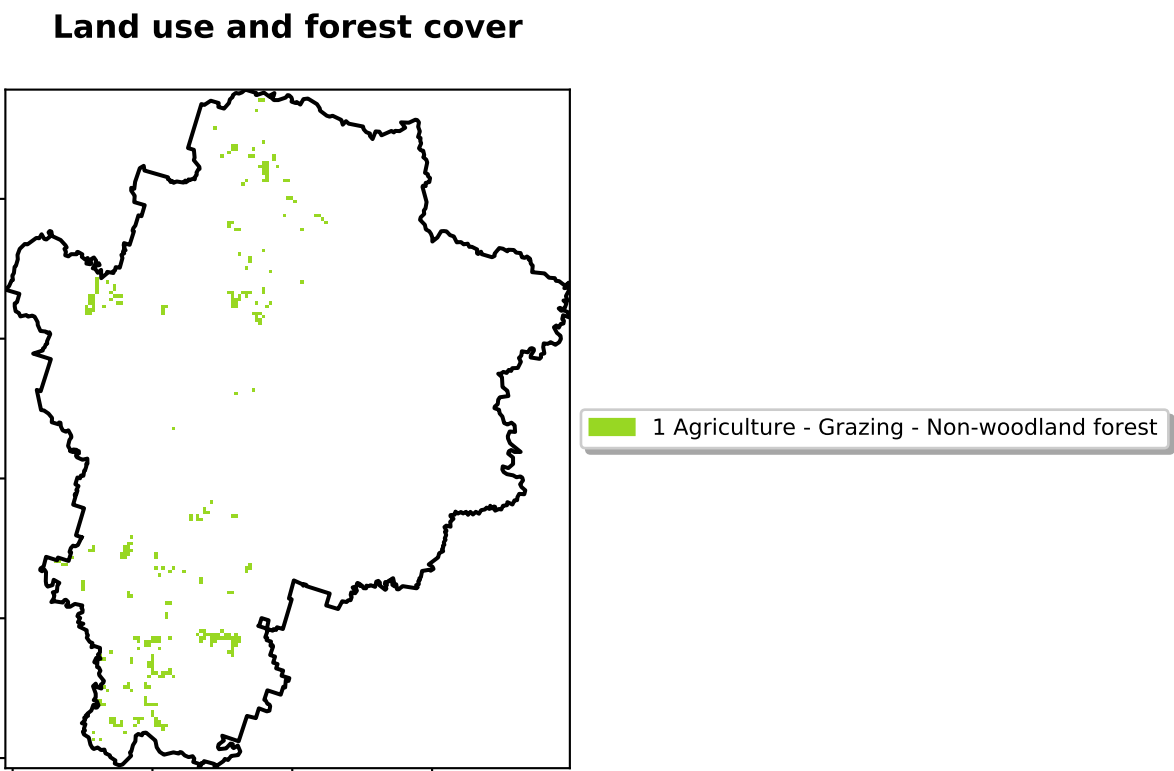 Land use and forest cover
1 Agriculture - Grazing - Non-woodland forest